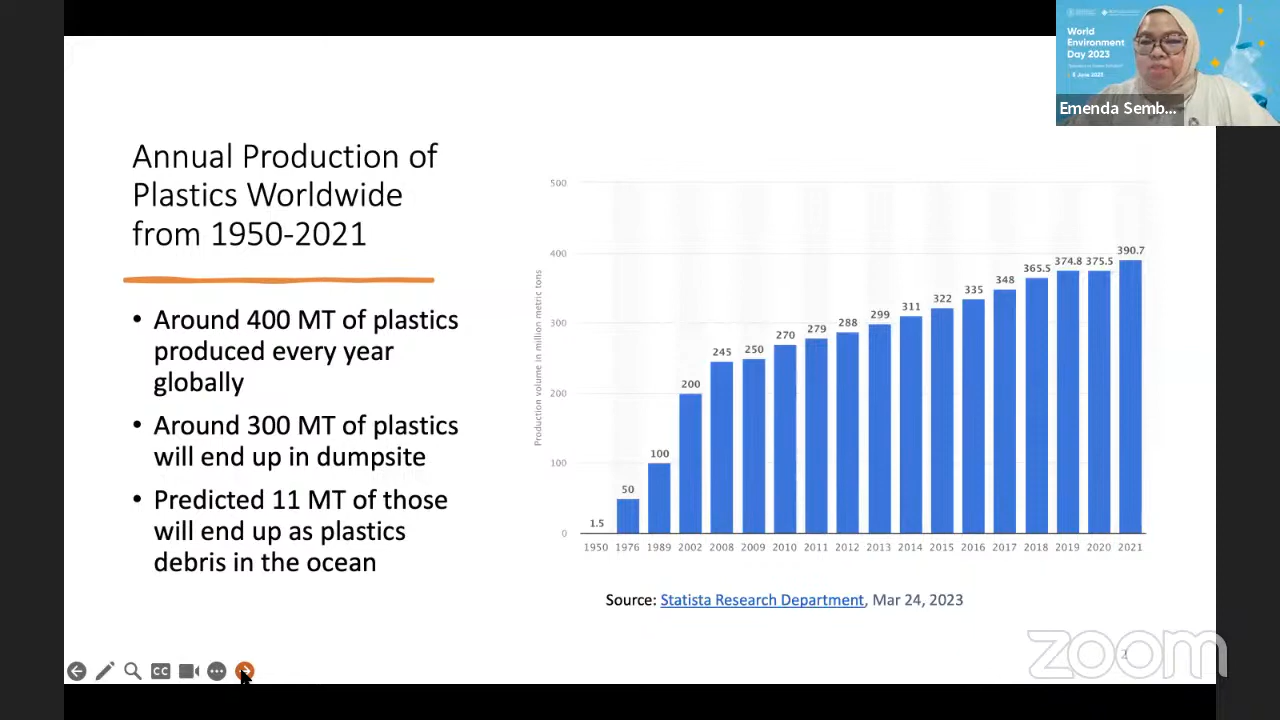 World
Environment
Day 2023
5 June 2023
Emenda Semb...
Annual Production of
Plastics Worldwide
from 1950-2021
• Around 400 MT of plastics
produced every year
globally
• Around 300 MT of plastics
will end up in dumpsite
• Predicted 11 MT of those
will end up as plastics
debris in the ocean
Production volume in million metric tons
500
400
300
200
100
0
1.5
50
100
200
245
250
270
279
288
299
311
322
335
348
365.5
374.8
375.5
390.7
1950 1976 1989 2002 2008 2009 2010 2011 2012 2013 2014 2015 2016 2017 2018 2019 2020 2021
Source: Statista Research Department, Mar 24, 2023
zoom
2
CC